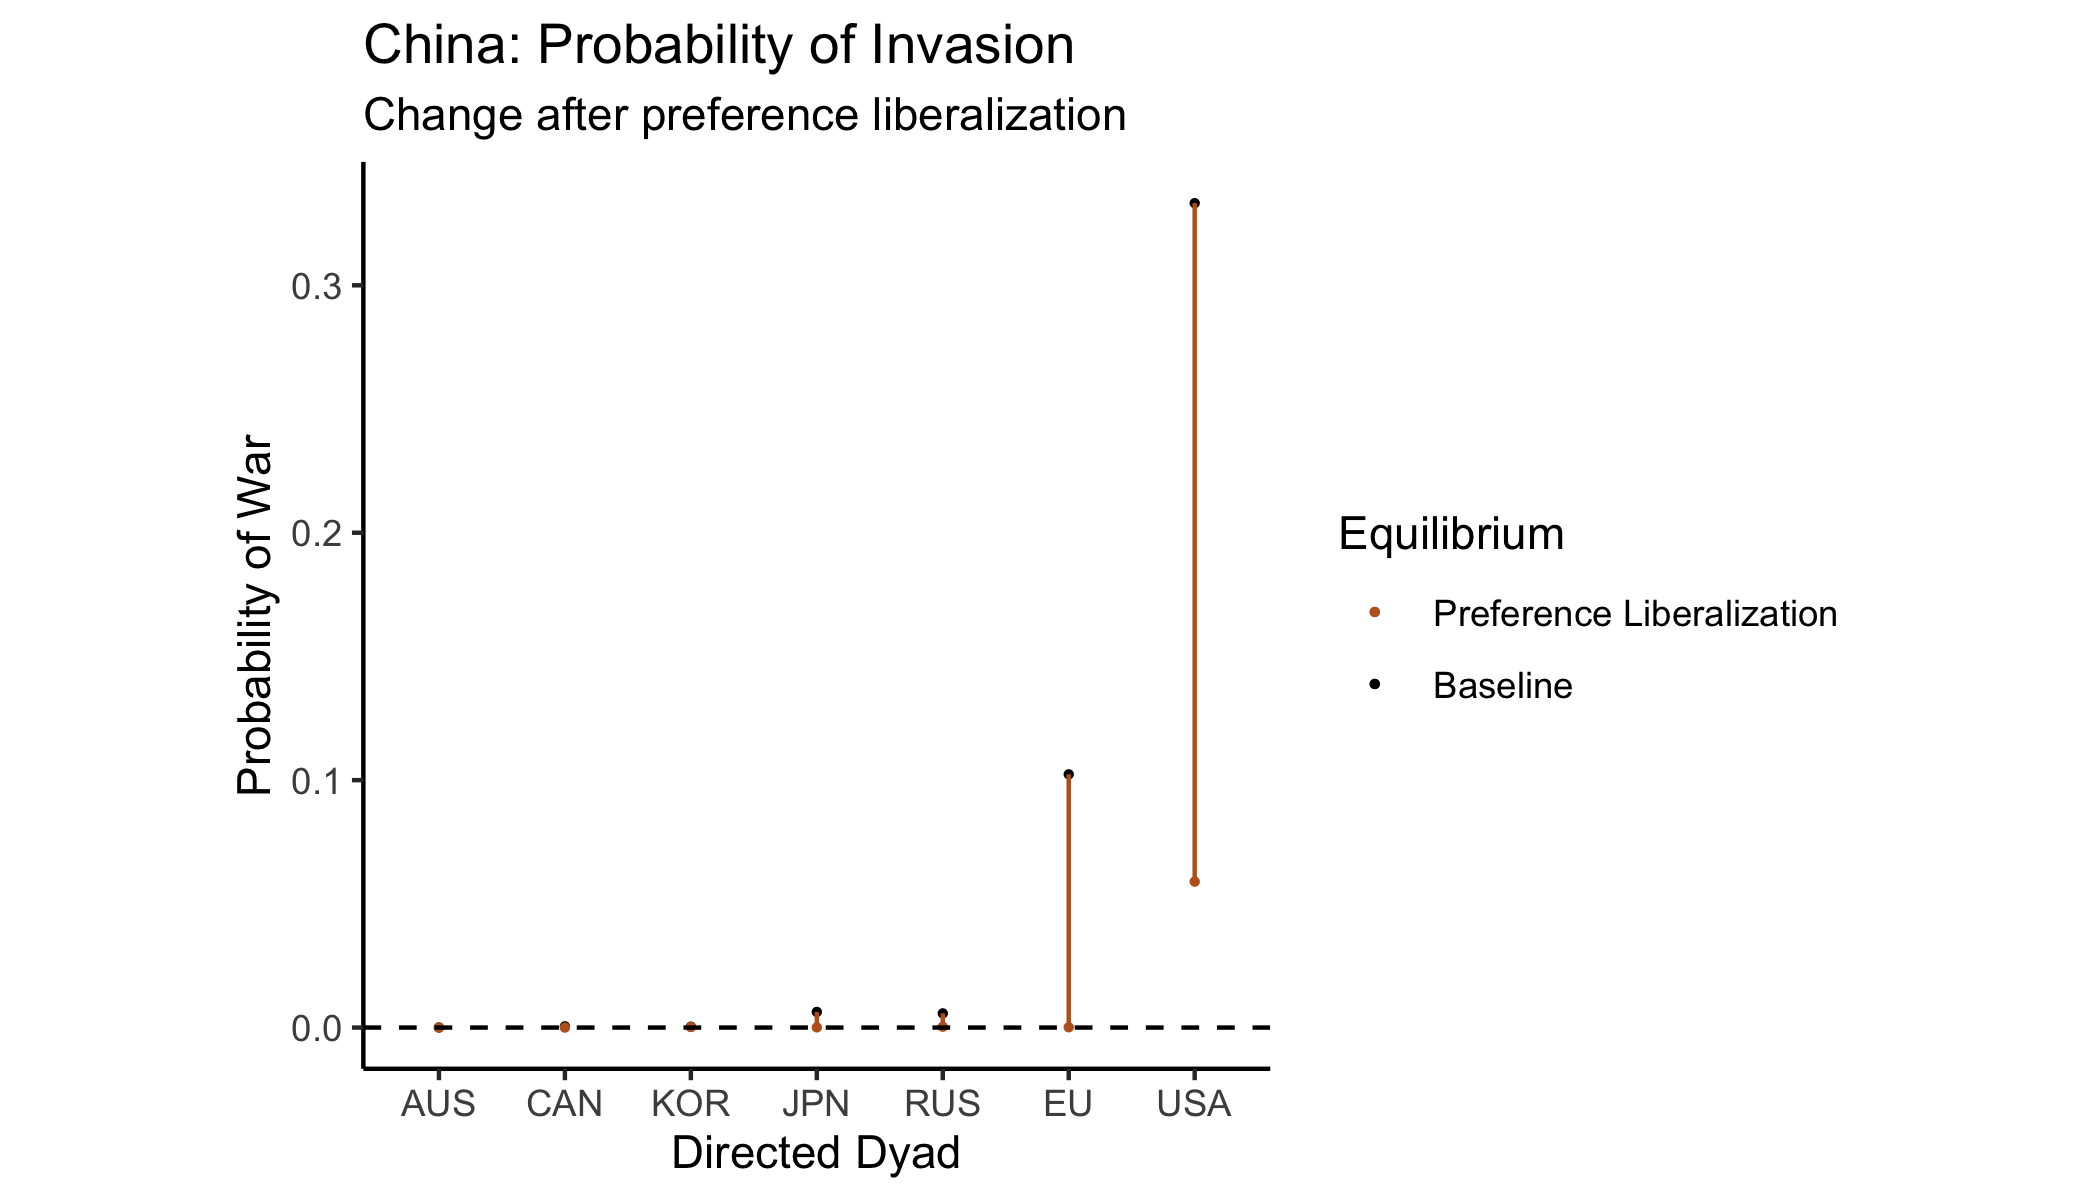 China: Probability of Invasion
Change after preference liberalization
Probability of War
0.3
0.2
0.1
0.0
AUS CAN KOR JPN RUS EU USA
Directed Dyad
Equilibrium
Preference Liberalization
Baseline